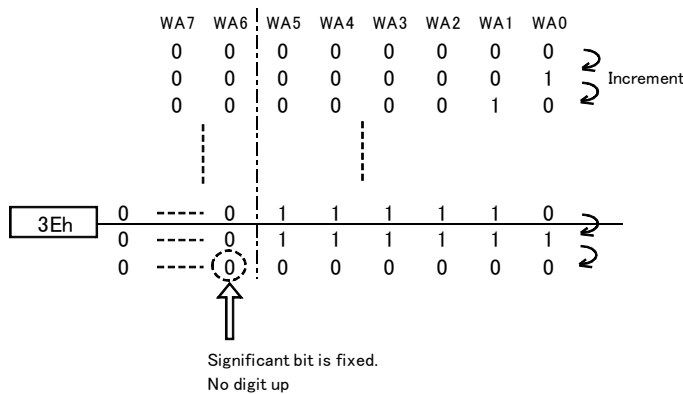 WA7 WA6 WA5 WA4 WA3 WA2 WA1 WA0
0 0 0 0 0 0 0 0
0 0 0 0 0 0 0 1
Increment
0 0 0 0 0 0 1 0
3Eh
0 0 1 1 1 1 1 0
0 0 1 1 1 1 1 1
0 0 0 0 0 0 0 0
Significant bit is fixed.
No digit up